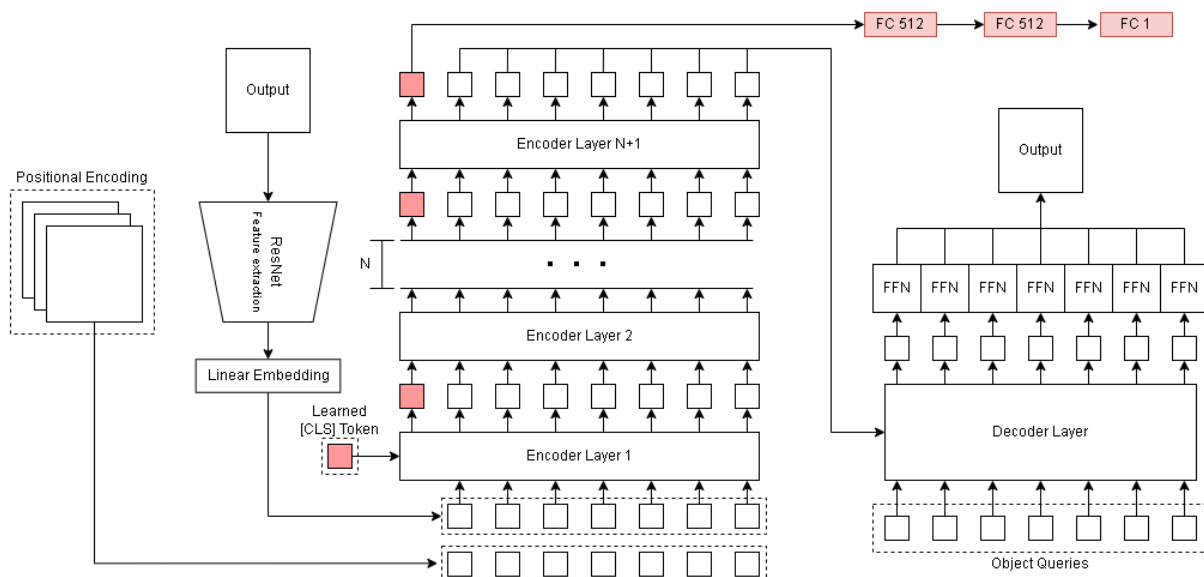 FC 512
FC 512
FC 1
Output
Encoder Layer N+1
Output
Positional Encoding
ResNet
Feature extraction
N
. . .
FFN
FFN
FFN
FFN
FFN
FFN
FFN
Encoder Layer 2
Linear Embedding
Learned
[CLS] Token
Encoder Layer 1
Decoder Layer
Object Queries